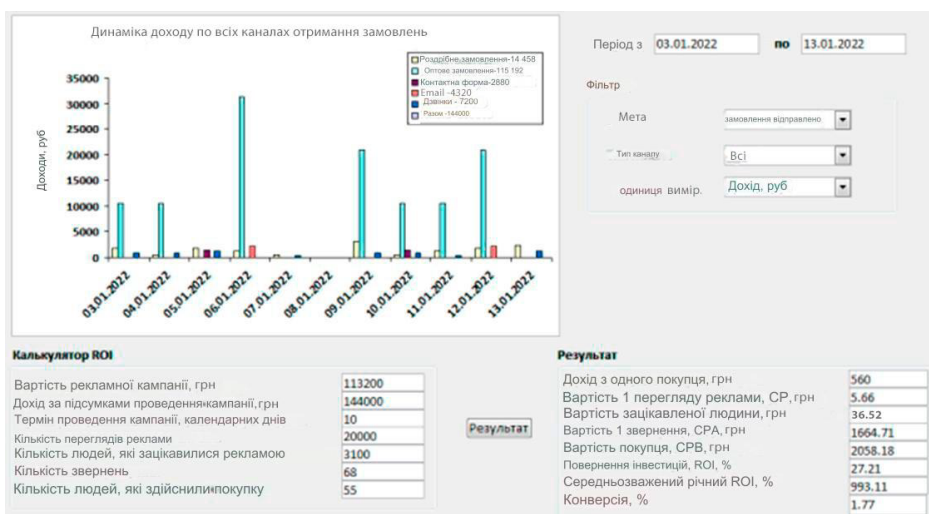 Динаміка доходу по всіх каналах отримання замовлень
Роздрібне замовлення-14 458
Оптове замовлення-115 192
Контактна форма-2880
Email -4320
Дзвінки - 7200
Разом -144000
Доходи, руб
35000
30000
25000
20000
15000
10000
5000
0
03.01.2022
04.01.2022
05.01.2022
06.01.2022
07.01.2022
08.01.2022
09.01.2022
10.01.2022
11.01.2022
12.01.2022
13.01.2022
Період з 03.01.2022 по 13.01.2022
Фільтр
Мета замовлення відправлено
Тип каналу Всі
одиниця вимір. Дохід, руб
Калькулятор ROI
Вартість рекламної кампанії, грн 113200
Дохід за підсумками проведення кампанії, грн 144000
Термін проведення кампанії, календарних днів 10
Кількість переглядів реклами 20000
Кількість людей, які зацікавилися рекламою 3100
Кількість звернень 68
Кількість людей, які здійснили покупку 55
Результат
Результат
Дохід з одного покупця, грн 560
Вартість 1 перегляду реклами, CP, грн 5.66
Вартість зацікавленої людини, грн 36.52
Вартість 1 звернення, CPA, грн 1664.71
Вартість покупця, CPB, грн 2058.18
Повернення інвестицій, ROI, % 27.21
Середньозважений річний ROI, % 993.11
Конверсія, % 1.77